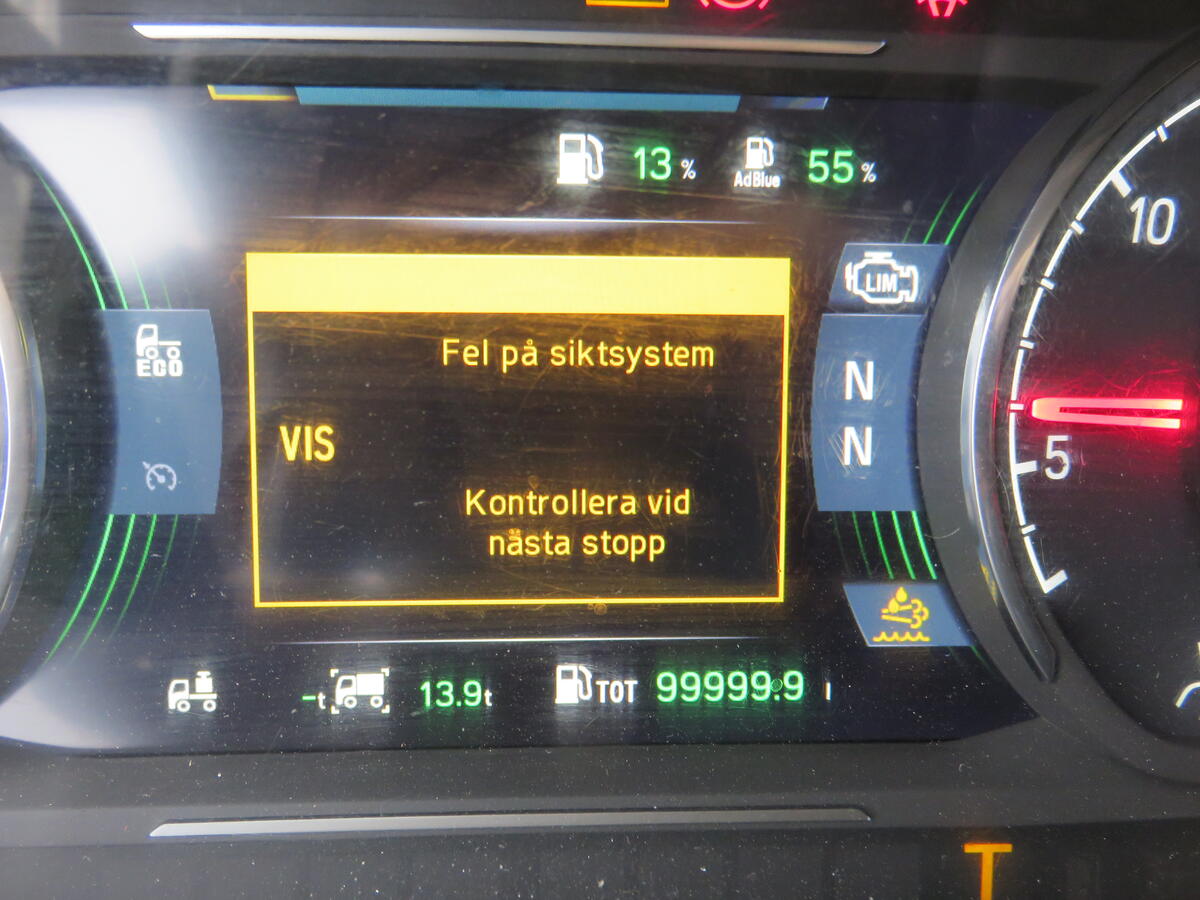 13 %
AdBlue
55 %
10
LIM
Fel på siktsystem
ECO
N
VIS
N
5
Kontrollera vid
nästa stopp
-t
13.9t
TOT
99999.9 l